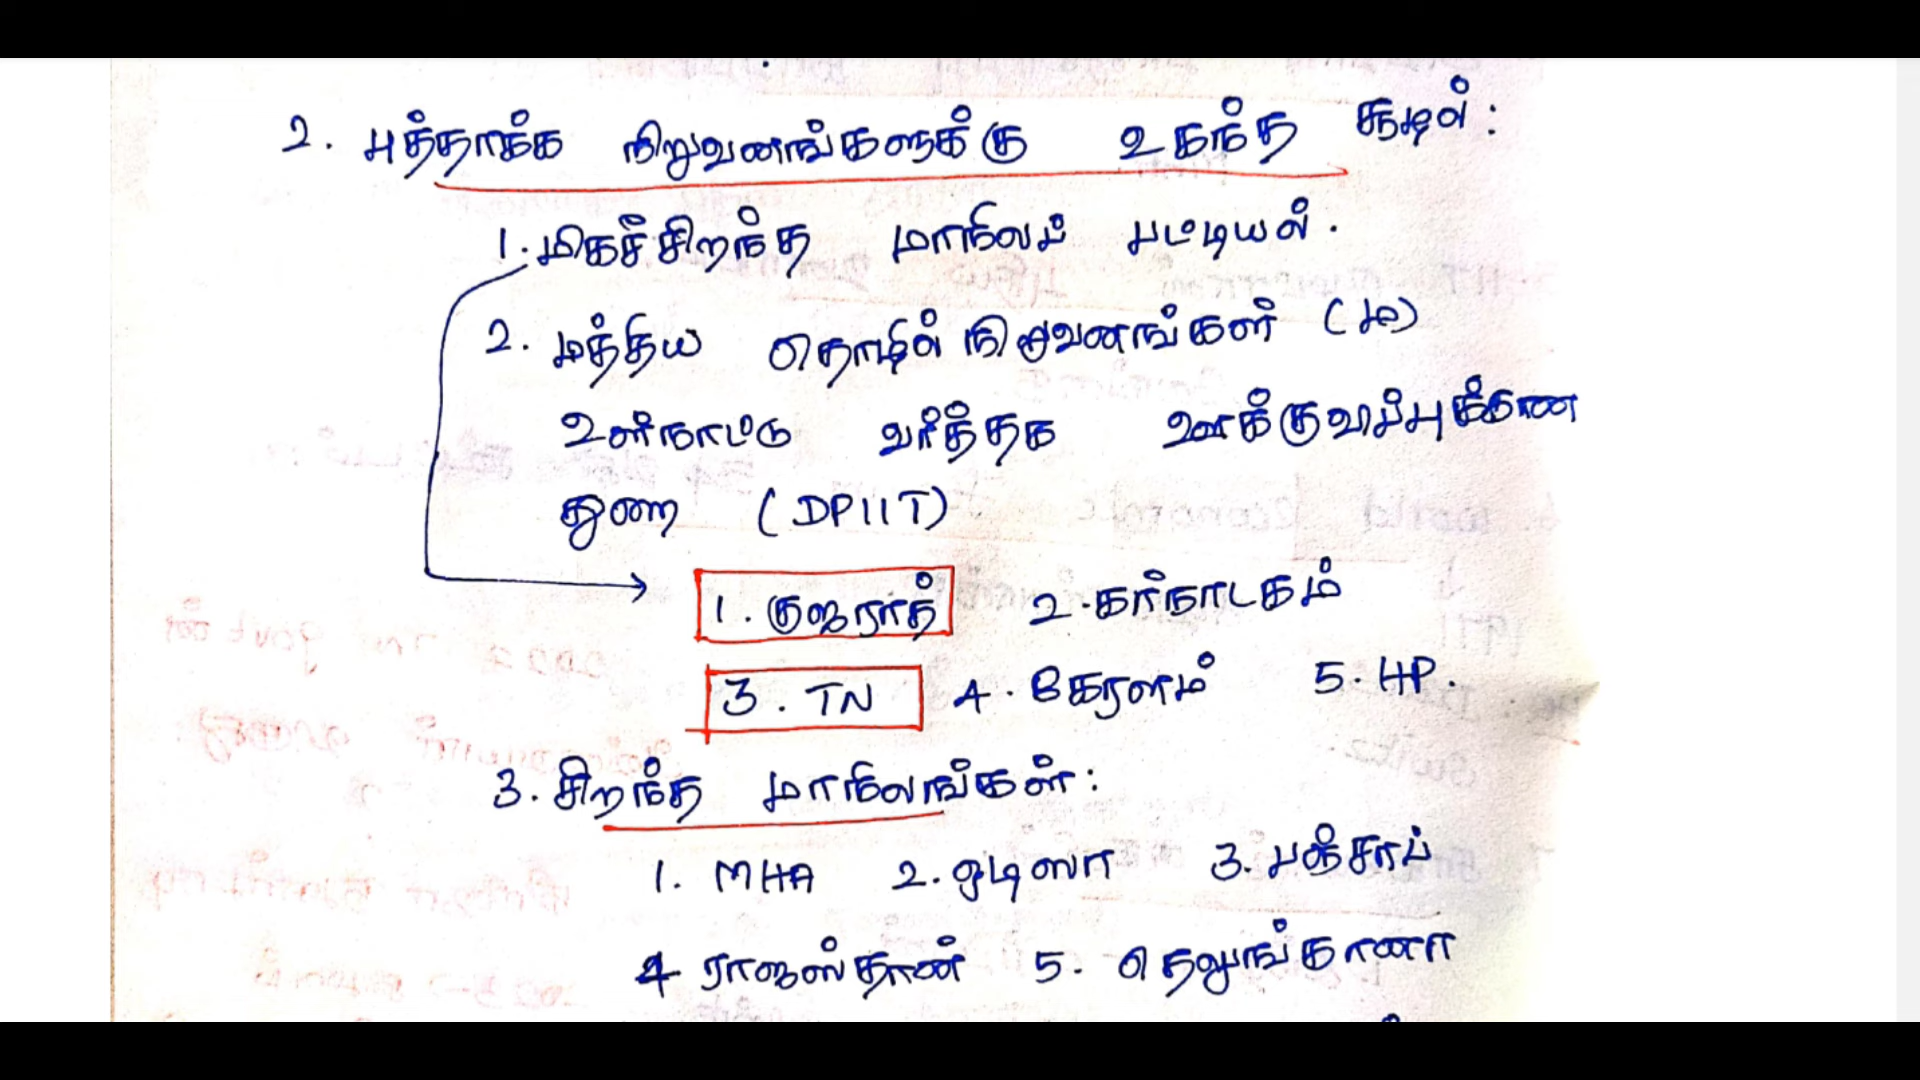 2. புத்தாக்க நிறுவனங்களுக்கு உகந்த சூழல் :
1. மிகச்சிறந்த மாநிலப் பட்டியல்.
2. மத்திய தொழில் நிறுவனங்கள் (ம)
உள்நாட்டு வர்த்தக ஊக்குவிப்புக்கான
துறை (DPIIT)
1. குஜராத் 2. கர்நாடகம்
3. TN 4. கேரளம் 5. HP.
3. சிறந்த மாநிலங்கள் :
1. MHA 2. ஒடிஸா 3. பஞ்சாப்
4 ராஜஸ்தான் 5. தெலுங்கானா